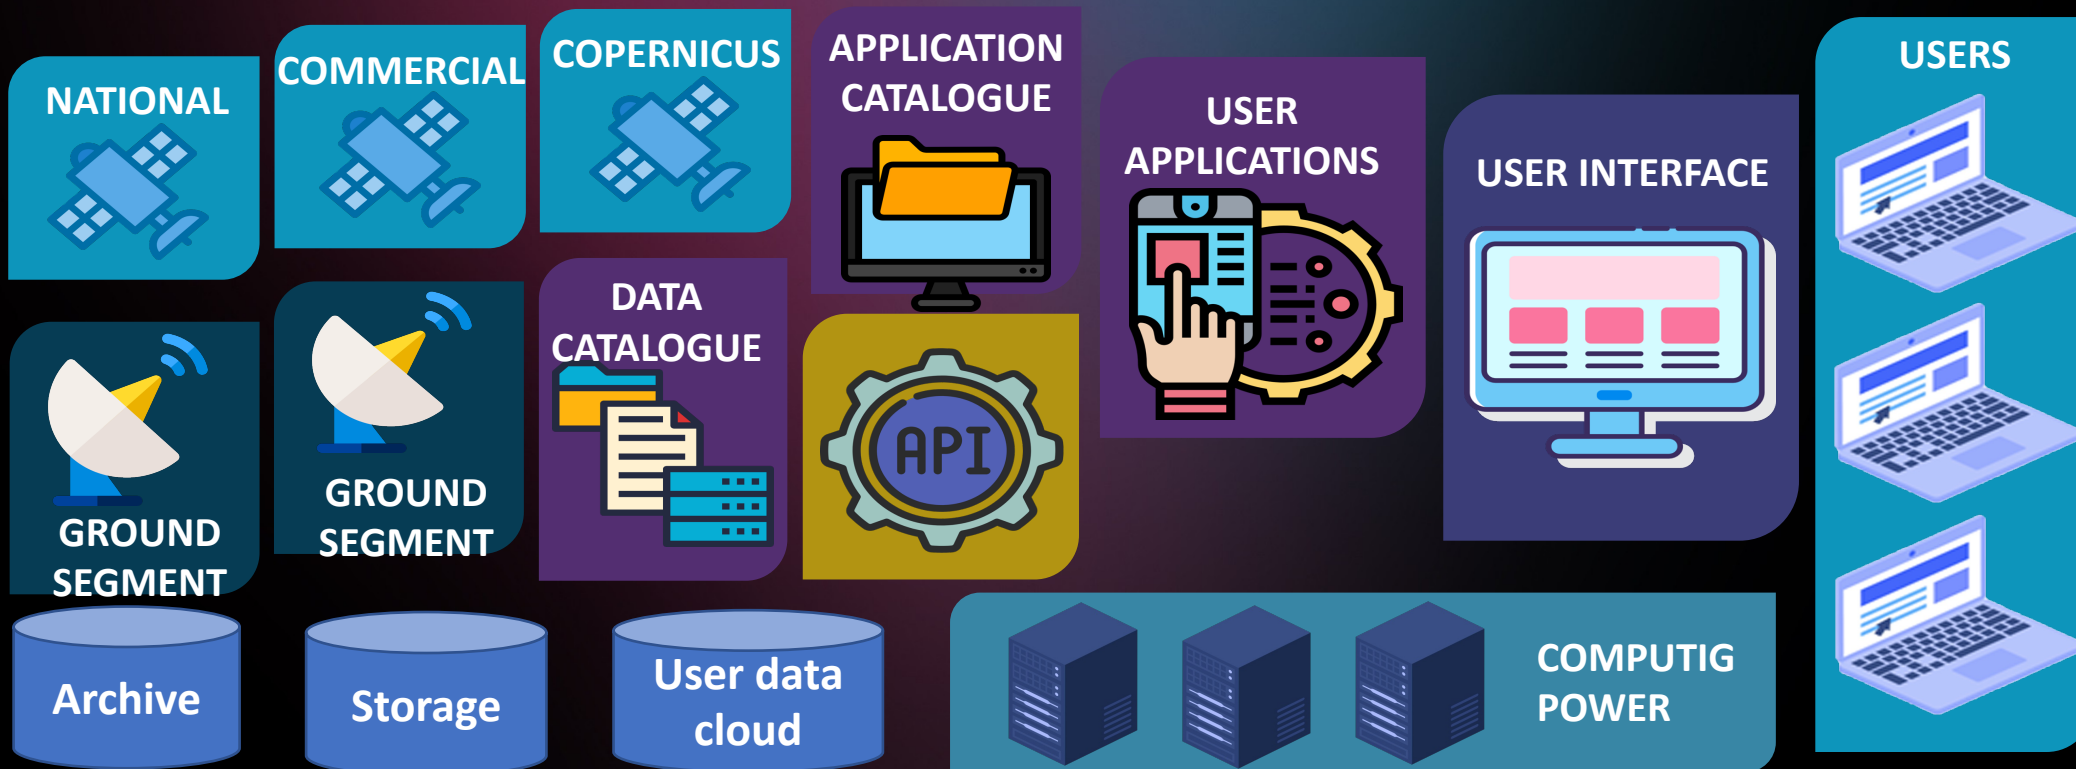 NATIONAL
COMMERCIAL
COPERNICUS
APPLICATION
CATALOGUE
USER
APPLICATIONS
USER INTERFACE
USERS
GROUND
SEGMENT
GROUND
SEGMENT
DATA
CATALOGUE
API
Archive
Storage
User data
cloud
COMPUTIG
POWER